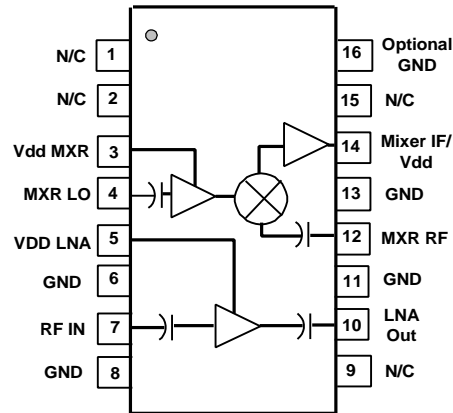 N/C 1
N/C 2
Vdd MXR 3
MXR LO 4
VDD LNA 5
GND 6
RF IN 7
GND 8
16 Optional
GND
15 N/C
14 Mixer IF/
Vdd
13 GND
12 MXR RF
11 GND
10 LNA
Out
9 N/C